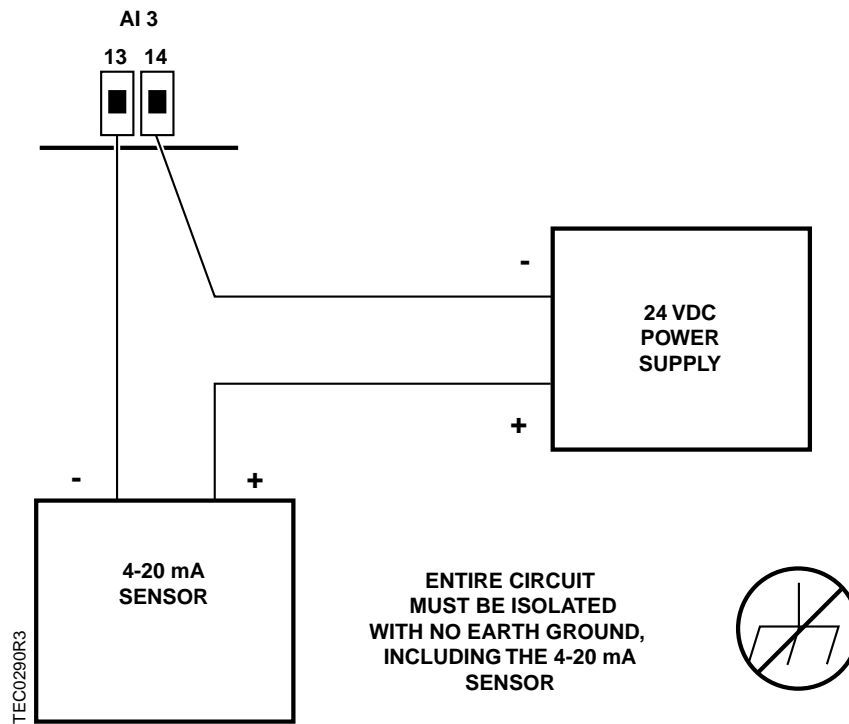 AI 3
13 14
-
24 VDC
POWER
SUPPLY
+
- +
4-20 mA
SENSOR
ENTIRE CIRCUIT
MUST BE ISOLATED
WITH NO EARTH GROUND,
INCLUDING THE 4-20 mA
SENSOR
TEC0290R3